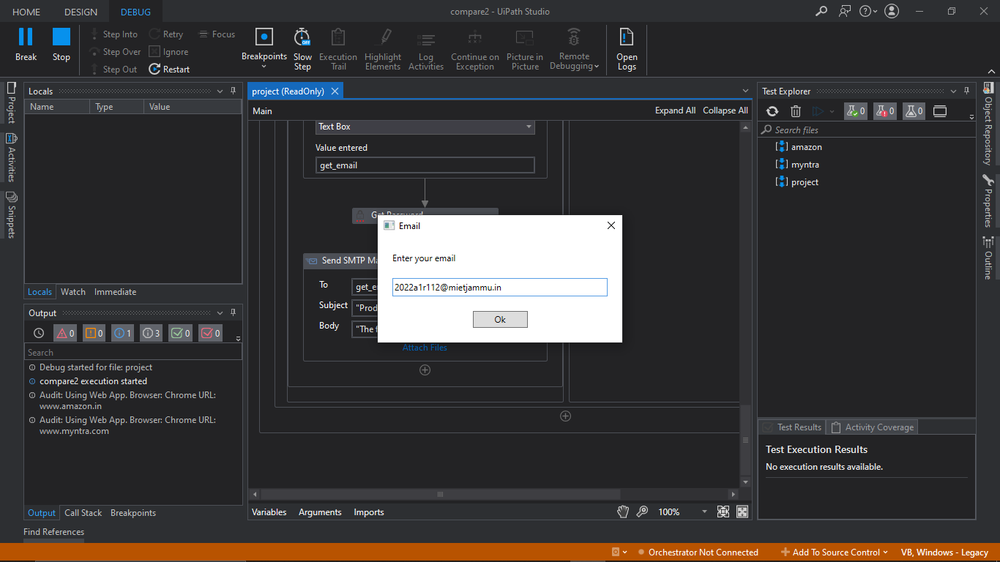 HOME DESIGN DEBUG compare2 - UiPath Studio
Break
Stop
Step Into
Step Over
Step Out
Retry
Ignore
Restart
Focus
Breakpoints
Slow
Step
Execution
Trail
Highlight
Elements
Log
Activities
Continue on
Exception
Picture in
Picture
Remote
Debugging
Open
Logs
Project
Activities
Snippets
Locals
Name Type Value
Locals Watch Immediate
Output
0 0 1 3 0 0
Search
Debug started for file: project
compare2 execution started
Audit: Using Web App. Browser: Chrome URL:
www.amazon.in
Audit: Using Web App. Browser: Chrome URL:
www.myntra.com
Output Call Stack Breakpoints
Find References
project (ReadOnly)
Main Expand All Collapse All
Text Box
Value entered
get_email
Get Password
Send SMTP Ma
To get_e
Subject "Prod
Body "The f
Attach Files
Email
Enter your email
2022a1r112@mietjammu.in
Ok
Variables Arguments Imports 100%
Test Explorer
0 0 0
Search files
amazon
myntra
project
Test Results Activity Coverage
Test Execution Results
No execution results available.
Object Repository
Properties
Outline
Orchestrator Not Connected Add To Source Control VB, Windows - Legacy